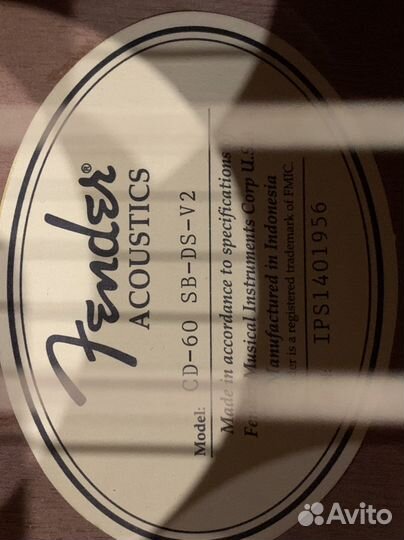 Fender®
ACOUSTICS
Model: CD-60 SB-DS-V2
Made in accordance to specifications
Musical Instruments Corp U.S.
Manufactured in Indonesia
is a registered trademark of FMIC.
IPS1401956
Avito